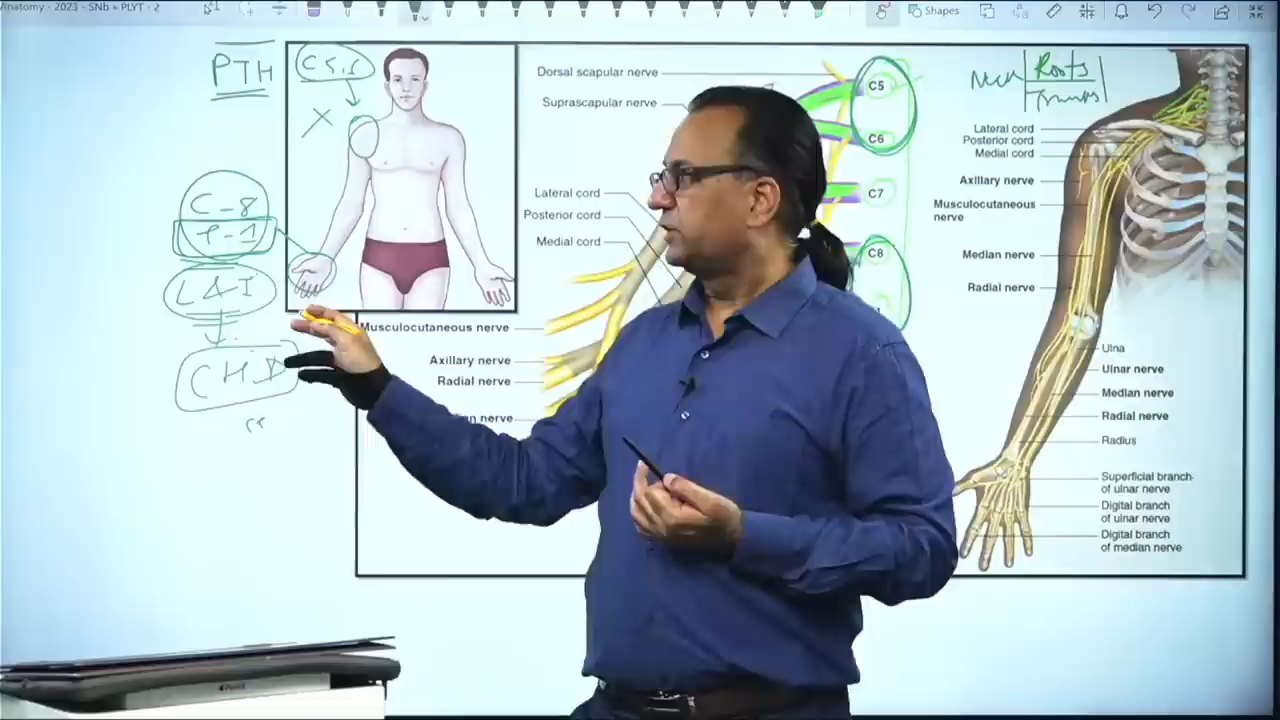 Anatomy - 2023 - SNb = PLYT - 2
Shapes
PTH
C5,6
X
C-8
T-1
L4I
CHD
Dorsal scapular nerve
Suprascapular nerve
Lateral cord
Posterior cord
Medial cord
Musculocutaneous nerve
Axillary nerve
Radial nerve
nerve
C5
C6
C7
C8
Roots
Trunks
Lateral cord
Posterior cord
Medial cord
Axillary nerve
Musculocutaneous
nerve
Median nerve
Radial nerve
Ulna
Ulnar nerve
Median nerve
Radial nerve
Radius
Superficial branch
of ulnar nerve
Digital branch
of ulnar nerve
Digital branch
of median nerve